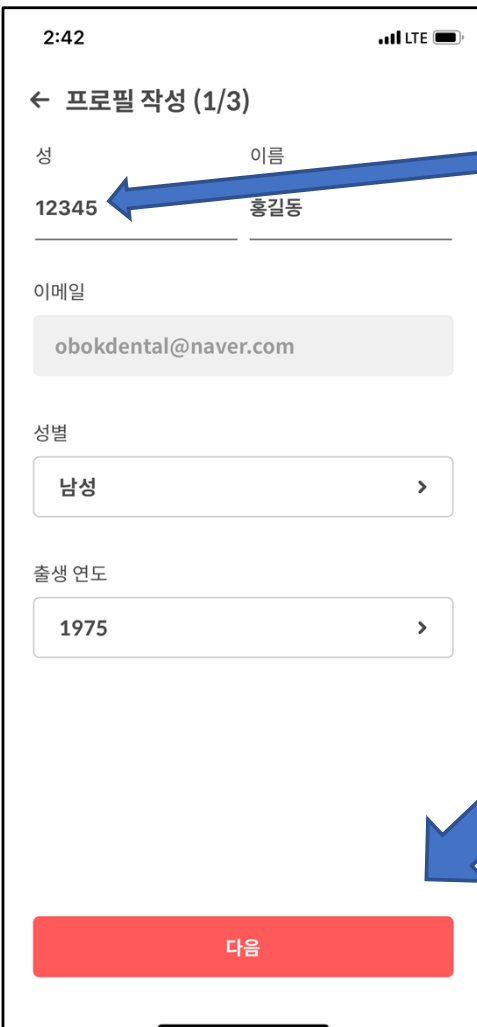 2:42 LTE
← 프로필 작성 (1/3)
성 이름
12345 홍길동
이메일
obokdental@naver.com
성별
남성 >
출생 연도
1975 >
다음